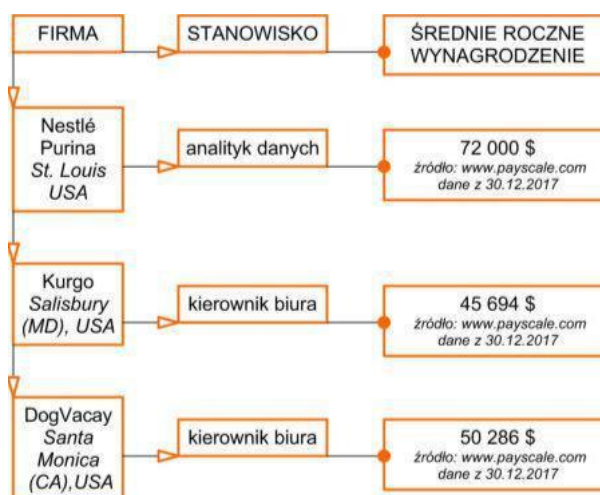 FIRMA
STANOWISKO
ŚREDNIE ROCZNE
WYNAGRODZENIE
Nestlé
Purina
St. Louis
USA
analityk danych
72 000 $
źródło: www.payscale.com
dane z 30.12.2017
Kurgo
Salisbury
(MD), USA
kierownik biura
45 694 $
źródło: www.payscale.com
dane z 30.12.2017
DogVacay
Santa
Monica
(CA),USA
kierownik biura
50 286 $
źródło: www.payscale.com
dane z 30.12.2017